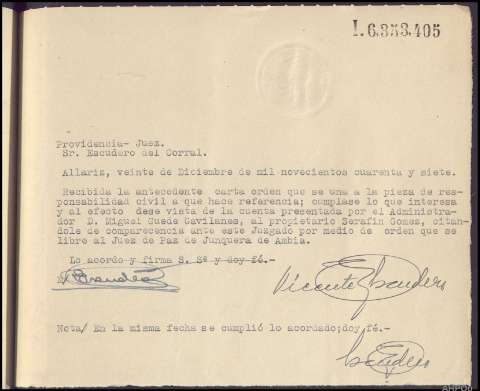 I.6.353.405
Providencia- Juez.
Sr. Escudero del Corral.
Allariz, veinte de Diciembre de mil novecientos cuarenta y siete.
Recibida la antecedente carta orden que se una a la pieza de res-
ponsabilidad civil a que hace referencia; cumplase lo que interesa
y al efecto dese vista de la cuenta presentada por el Administra-
dor D. Miguel Guede Gavilanes, al propietario Serafin Gomez, citan-
dole de comparecencia ante este Juzgado por medio de orden que se
libre al Juez de Paz de Junquera de Ambia.
Lo acordo y firma S. Sª y doy fé.-
Vicente Escudero
Nota/ En la misma fecha se cumplió lo acordado;doy fé.-